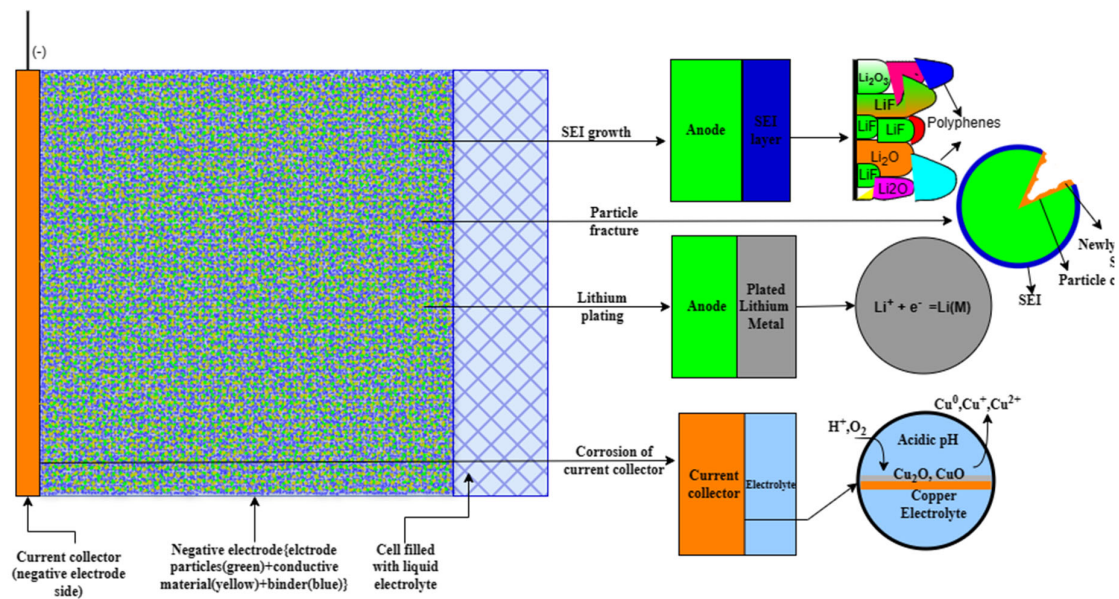 (-)
SEI growth
Anode
SEI
layer
Li2O3
LiF
LiF
LiF
Li2O
LiF
Li2O
Polyphenes
Particle
fracture
Newly
S
Particle c
SEI
Lithium
plating
Anode
Plated
Lithium
Metal
Li+ + e- =Li(M)
Corrosion of
current collector
Current
collector
Electrolyte
H+,O2
Cu0,Cu+,Cu2+
Acidic pH
Cu2O, CuO
Copper
Electrolyte
Current collector
(negative electrode
side)
Negative electrode{elctrode
particles(green)+conductive
material(yellow)+binder(blue)}
Cell filled
with liquid
electrolyte